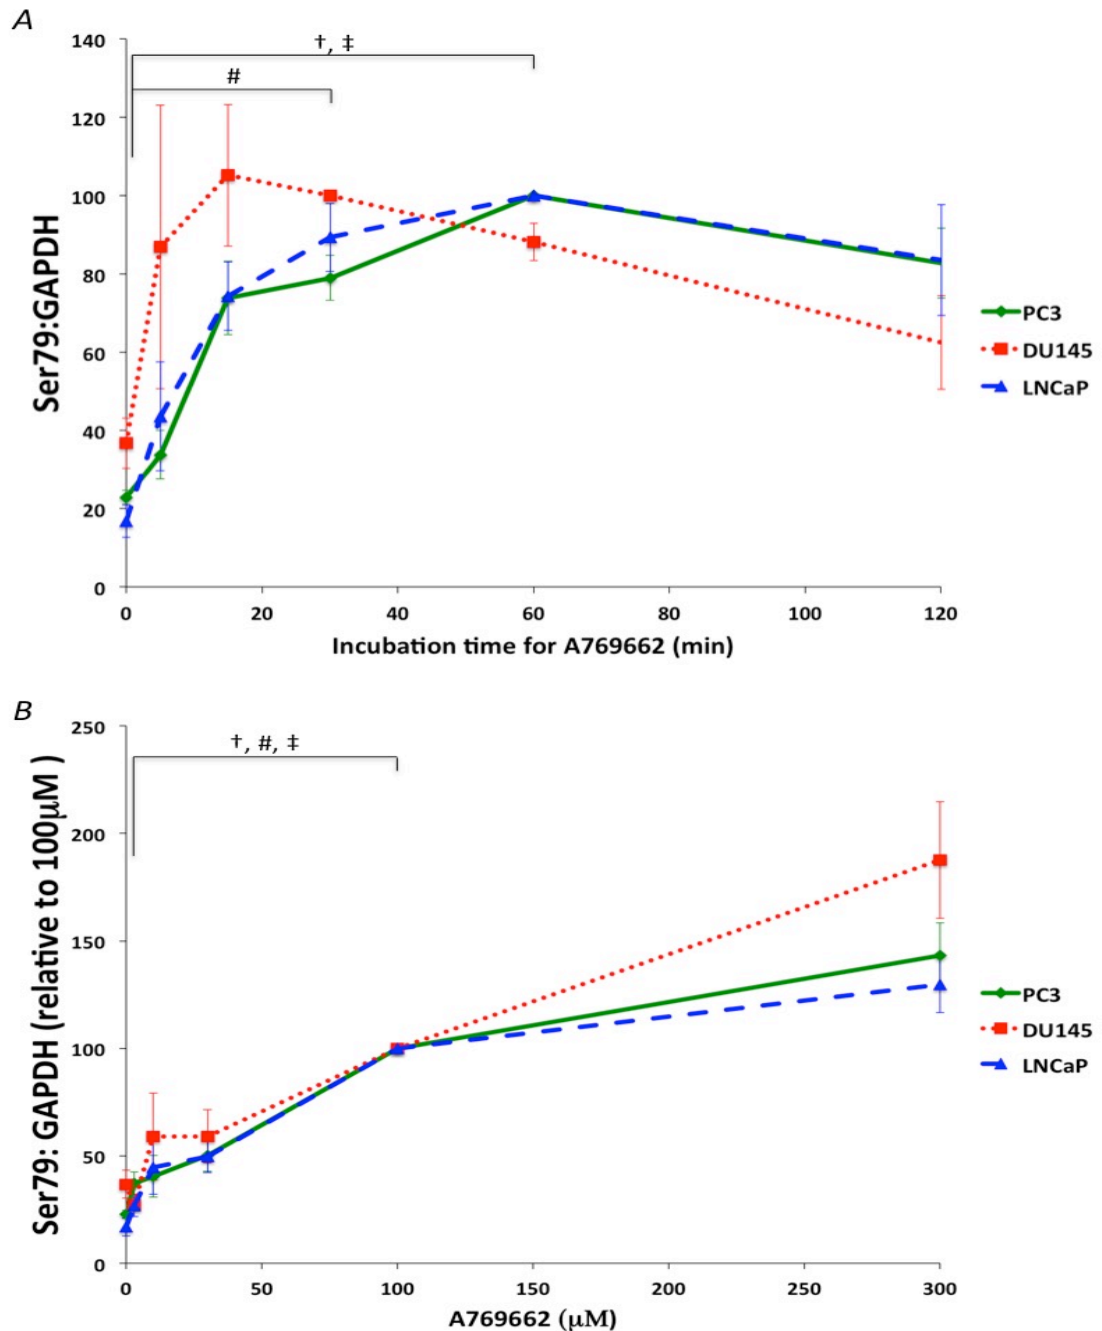 A
Ser79:GAPDH
140
120
100
80
60
40
20
0
†, ‡
#
0 20 40 60 80 100 120
Incubation time for A769662 (min)
PC3
DU145
LNCaP
B
Ser79: GAPDH (relative to 100μM )
250
200
150
100
50
0
†, #, ‡
0 50 100 150 200 250 300
A769662 (μM)
PC3
DU145
LNCaP